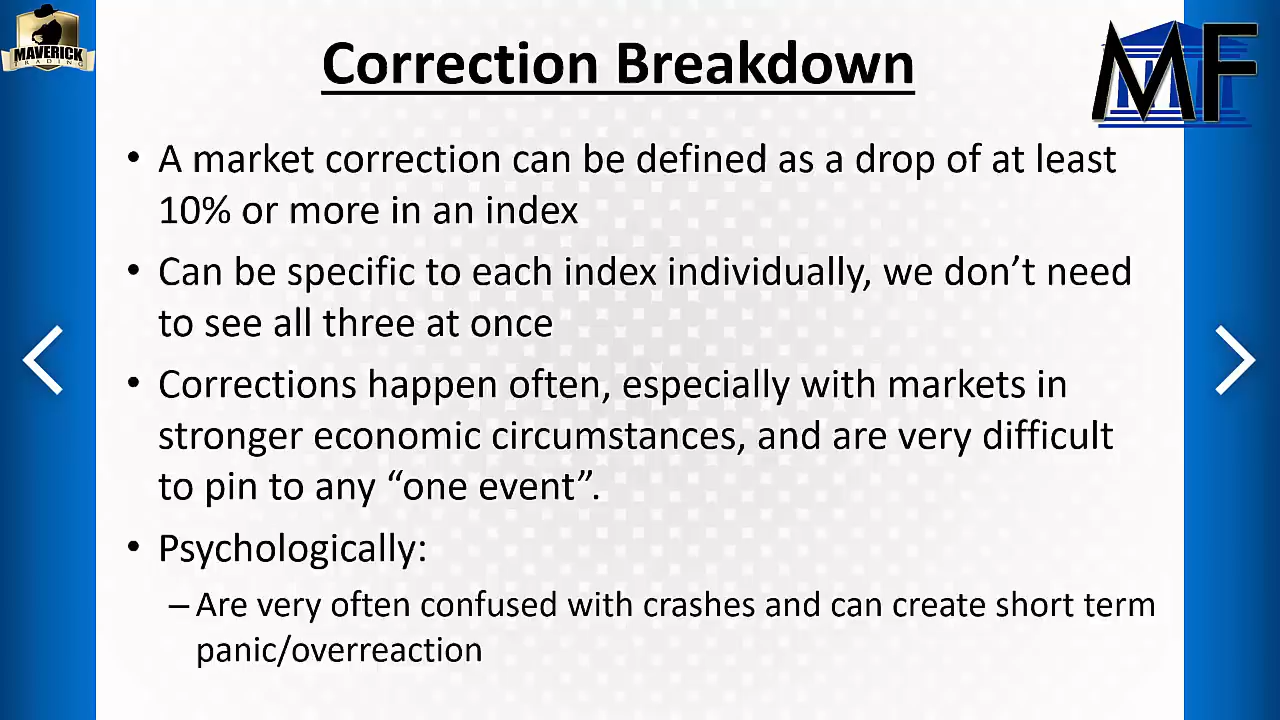 MAVERICK
TRADING
MF
Correction Breakdown
• A market correction can be defined as a drop of at least
10% or more in an index
• Can be specific to each index individually, we don’t need
to see all three at once
• Corrections happen often, especially with markets in
stronger economic circumstances, and are very difficult
to pin to any “one event”.
• Psychologically:
– Are very often confused with crashes and can create short term
panic/overreaction